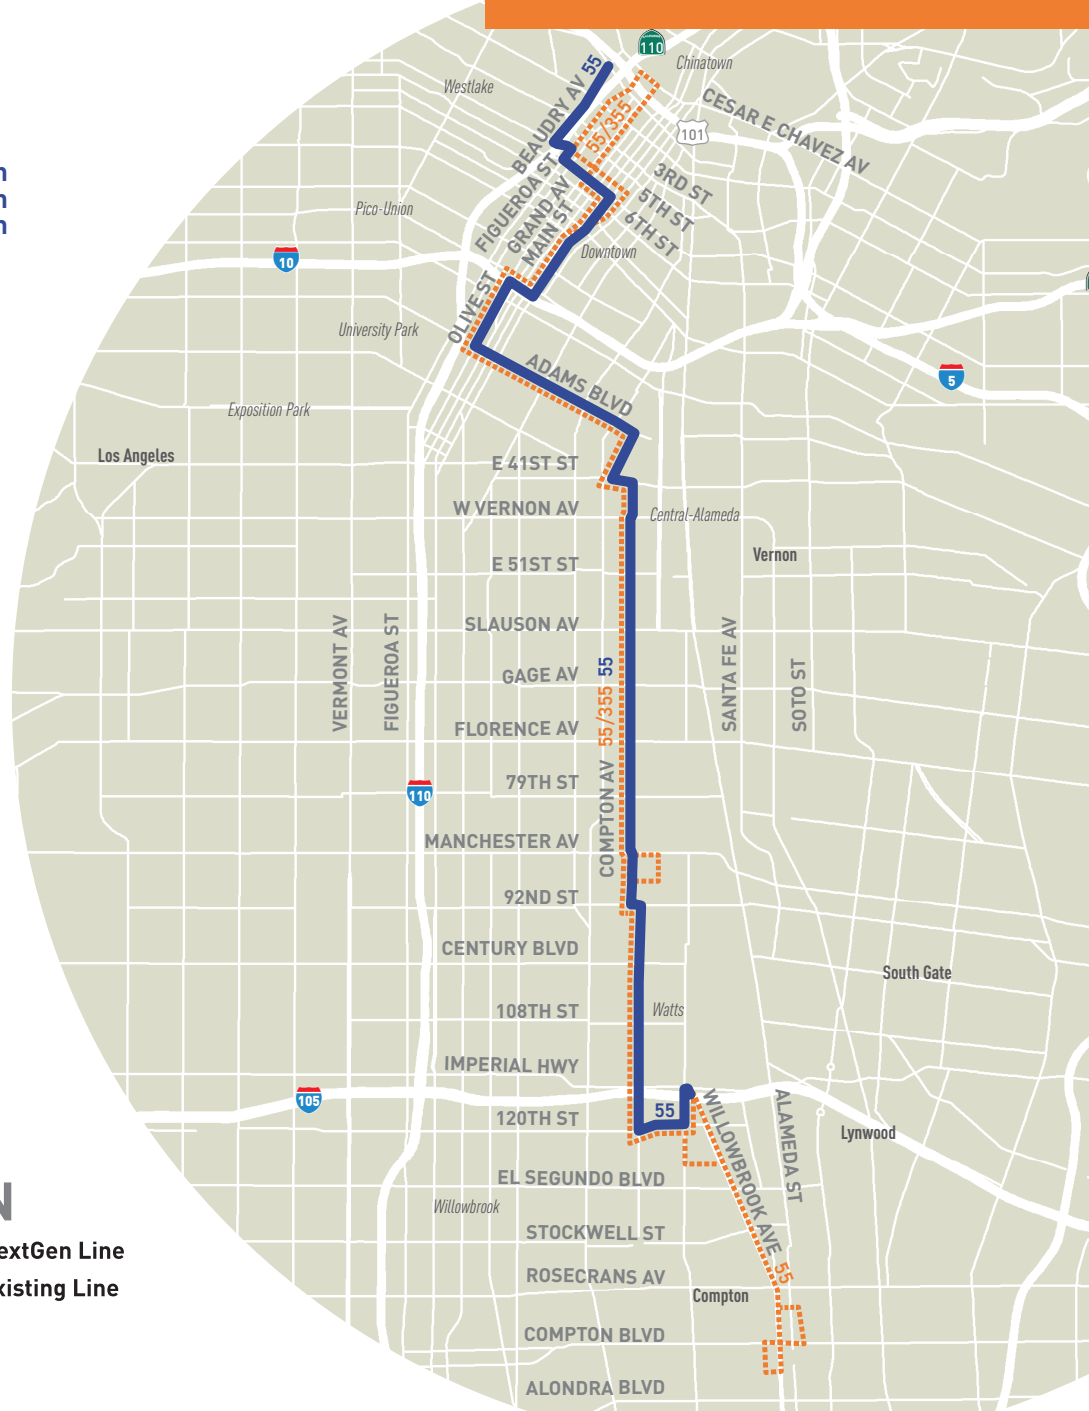 110
Chinatown
Westlake
BEAUDRY AV
55
55/355
CESAR E CHAVEZ AV
101
FIGUEROA ST
GRAND AV
MAIN ST
3RD ST
5TH ST
6TH ST
Pico-Union
Downtown
10
OLIVE ST
University Park
ADAMS BLVD
5
Exposition Park
Los Angeles
E 41ST ST
W VERNON AV
Central-Alameda
Vernon
E 51ST ST
SLAUSON AV
VERMONT AV
FIGUEROA ST
GAGE AV
55/355
55
SANTA FE AV
SOTO ST
FLORENCE AV
79TH ST
110
COMPTON AV
MANCHESTER AV
92ND ST
CENTURY BLVD
South Gate
108TH ST
Watts
IMPERIAL HWY
105
120TH ST
55
WILLOWBROOK AVE
55
ALAMEDA ST
Lynwood
EL SEGUNDO BLVD
Willowbrook
STOCKWELL ST
N
extGen Line
xisting Line
ROSECRANS AV
Compton
COMPTON BLVD
ALONDRA BLVD